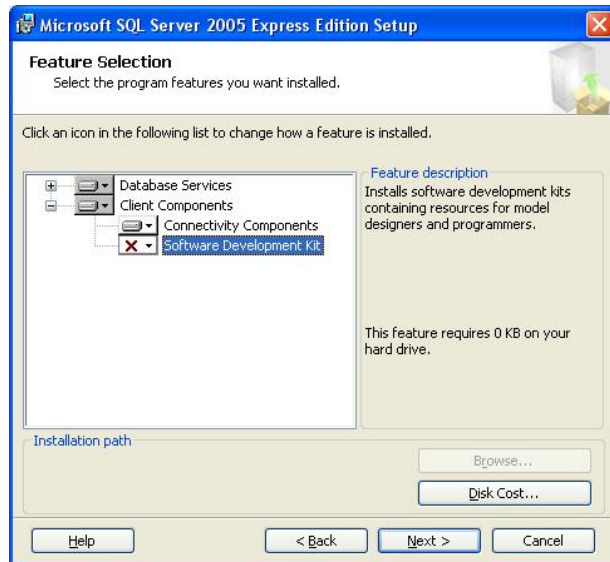 Microsoft SQL Server 2005 Express Edition Setup
Feature Selection
Select the program features you want installed.
Click an icon in the following list to change how a feature is installed.
Database Services
Client Components
Connectivity Components
Software Development Kit
Feature description
Installs software development kits
containing resources for model
designers and programmers.
This feature requires 0 KB on your
hard drive.
Installation path
Browse...
Disk Cost...
Help
< Back
Next >
Cancel